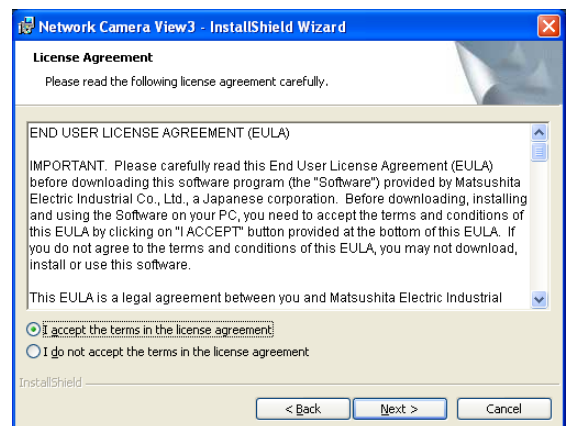 Network Camera View3 - InstallShield Wizard
License Agreement
Please read the following license agreement carefully.
END USER LICENSE AGREEMENT (EULA)
IMPORTANT. Please carefully read this End User License Agreement (EULA)
before downloading this software program (the "Software") provided by Matsushita
Electric Industrial Co., Ltd., a Japanese corporation. Before downloading, installing
and using the Software on your PC, you need to accept the terms and conditions of
this EULA by clicking on "I ACCEPT" button provided at the bottom of this EULA. If
you do not agree to the terms and conditions of this EULA, you may not download,
install or use this software.
This EULA is a legal agreement between you and Matsushita Electric Industrial
I accept the terms in the license agreement
I do not accept the terms in the license agreement
InstallShield
< Back
Next >
Cancel